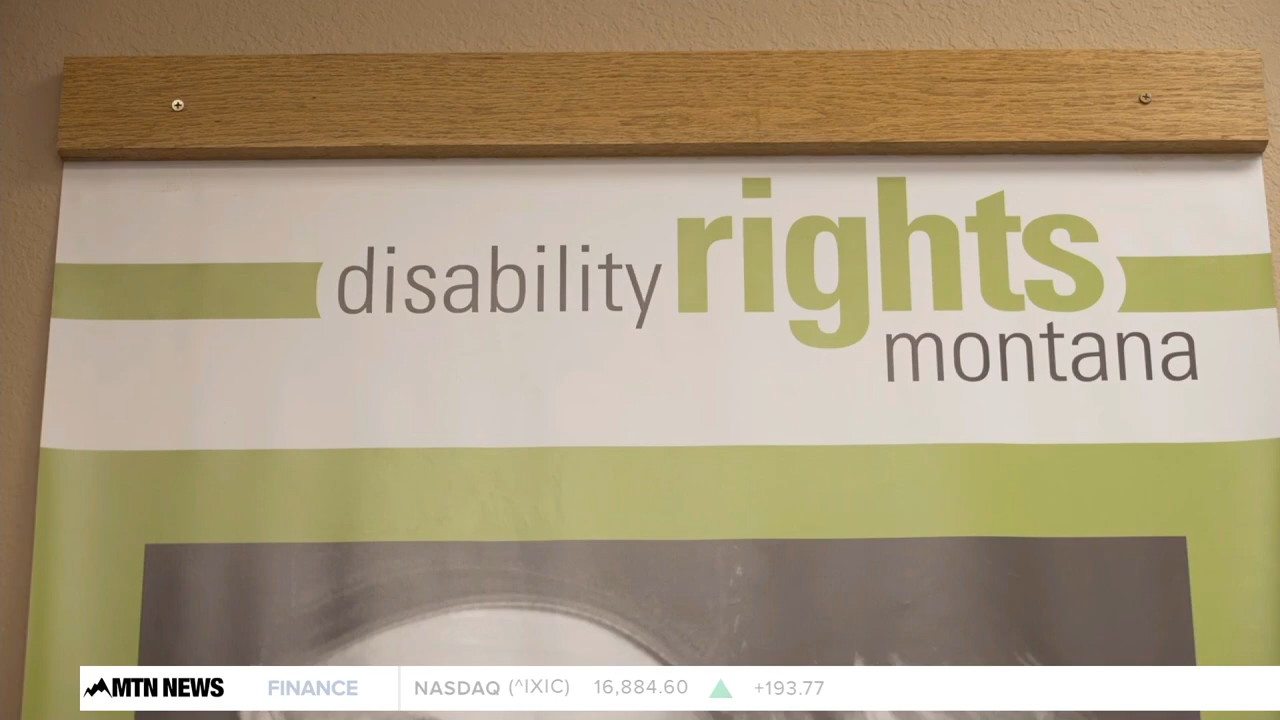 disability rights
montana
MTN NEWS FINANCE NASDAQ (^IXIC) 16,884.60 +193.77